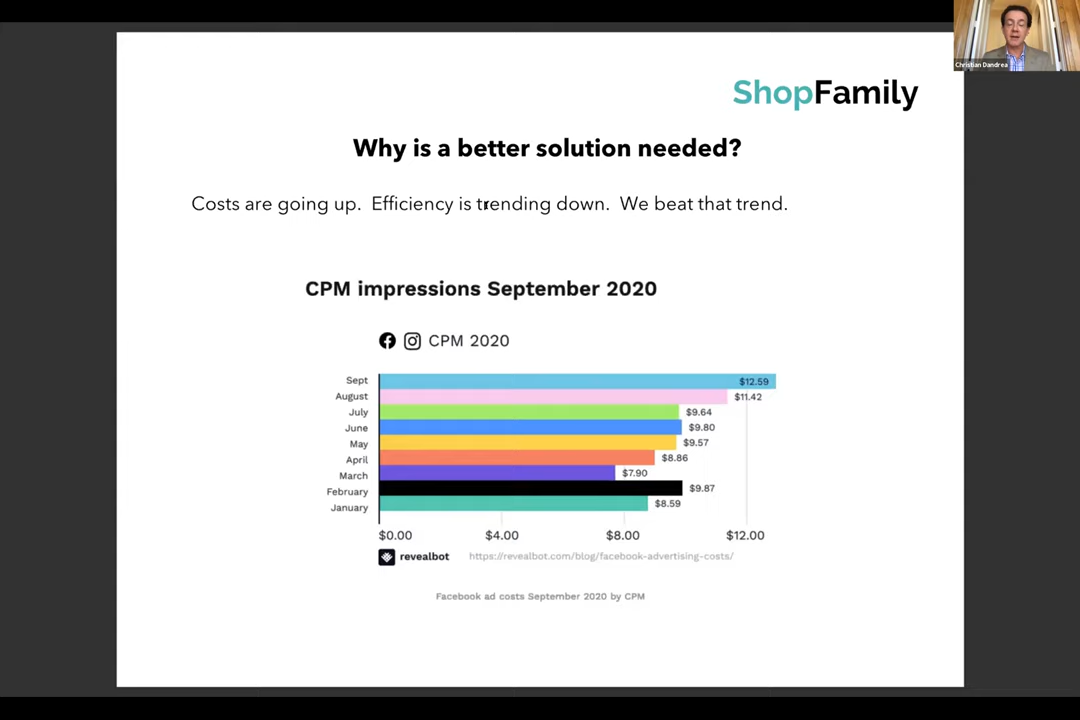 Christian Dandrea
ShopFamily
Why is a better solution needed?
Costs are going up. Efficiency is trending down. We beat that trend.
CPM impressions September 2020
CPM 2020
Sept $12.59
August $11.42
July $9.64
June $9.80
May $9.57
April $8.86
March $7.90
February $9.87
January $8.59
$0.00 $4.00 $8.00 $12.00
revealbot https://revealbot.com/blog/facebook-advertising-costs/
Facebook ad costs September 2020 by CPM